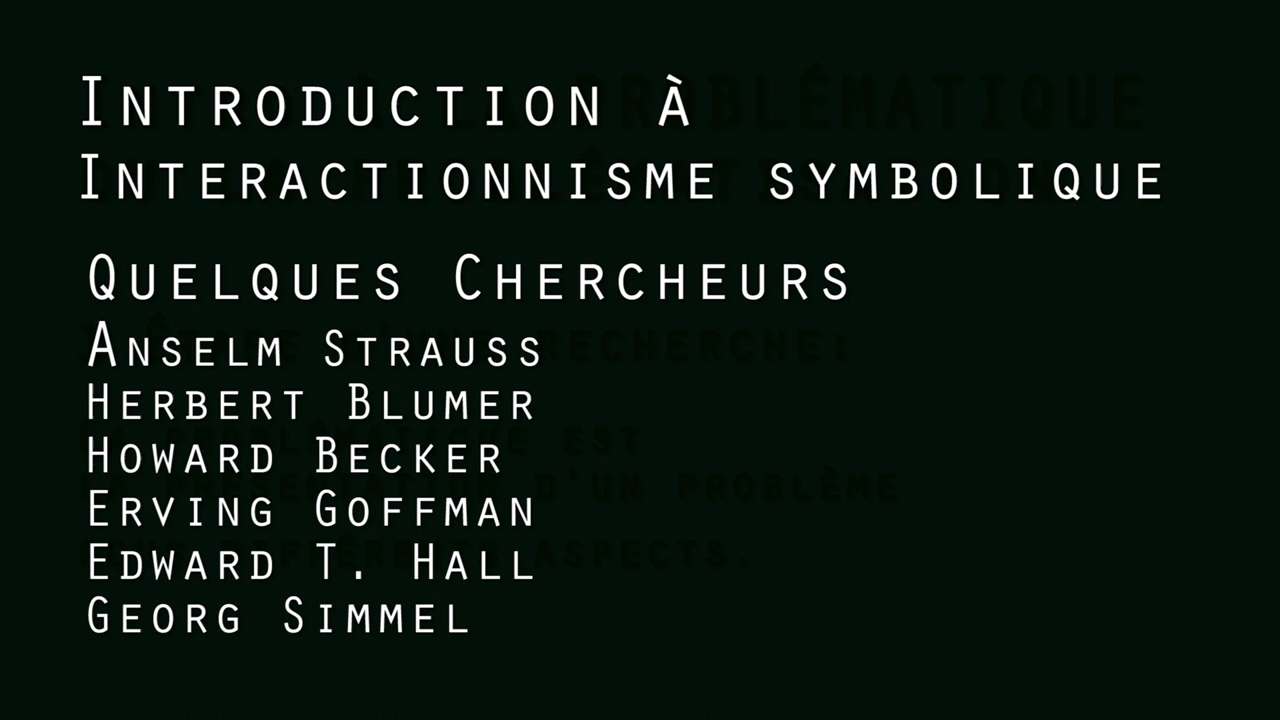 Introduction à
Interactionnisme symbolique
Quelques Chercheurs
Anselm Strauss
Herbert Blumer
Howard Becker
Erving Goffman
Edward T. Hall
Georg Simmel